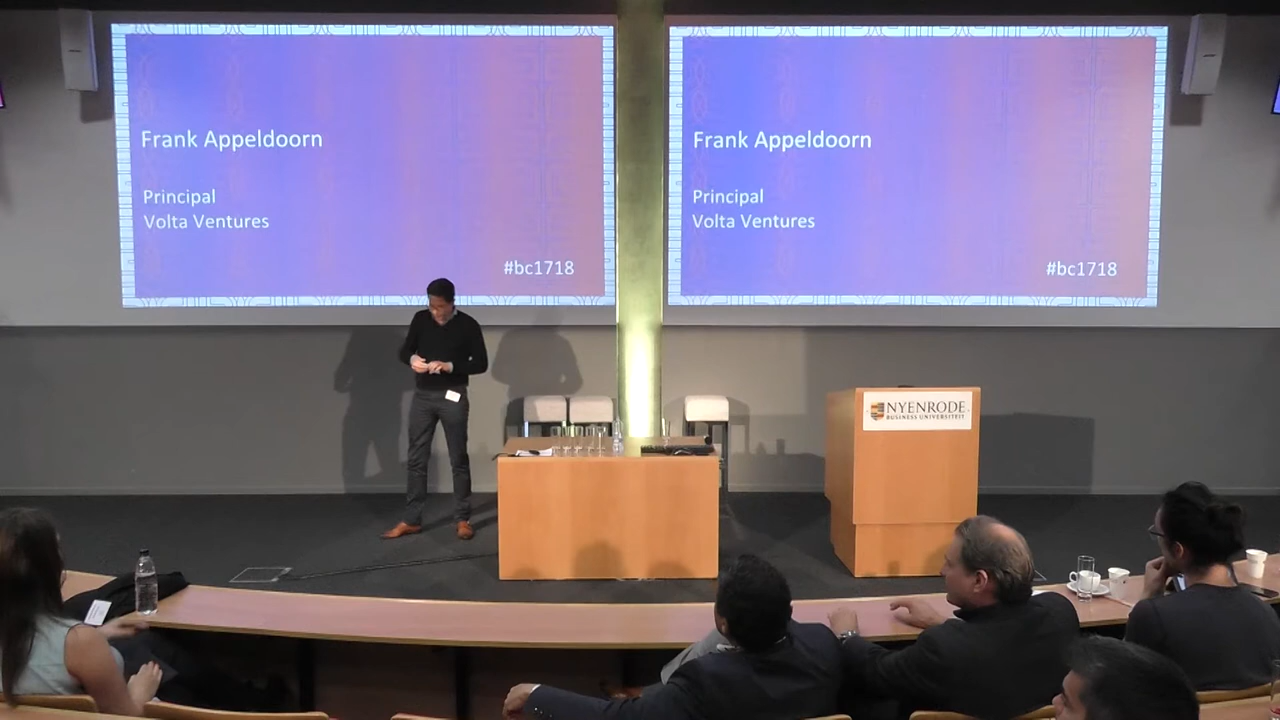 Frank Appeldoorn
Principal
Volta Ventures
#bc1718
Frank Appeldoorn
Principal
Volta Ventures
#bc1718
NYENRODE
BUSINESS UNIVERSITEIT